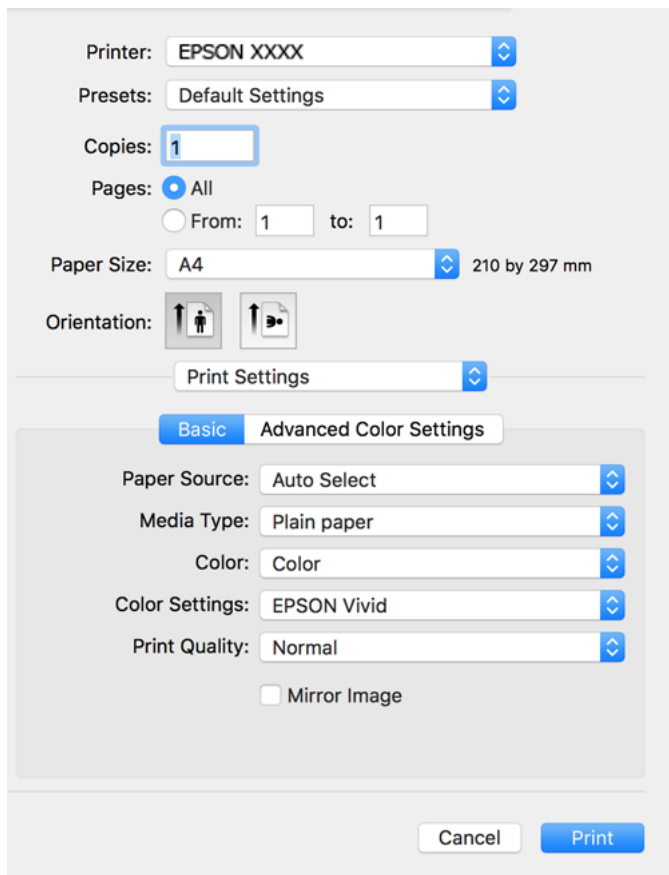 Printer: EPSON XXXX
Presets: Default Settings
Copies: 1
Pages: All
From: 1 to: 1
Paper Size: A4 210 by 297 mm
Orientation:
Print Settings
Basic Advanced Color Settings
Paper Source: Auto Select
Media Type: Plain paper
Color: Color
Color Settings: EPSON Vivid
Print Quality: Normal
Mirror Image
Cancel Print